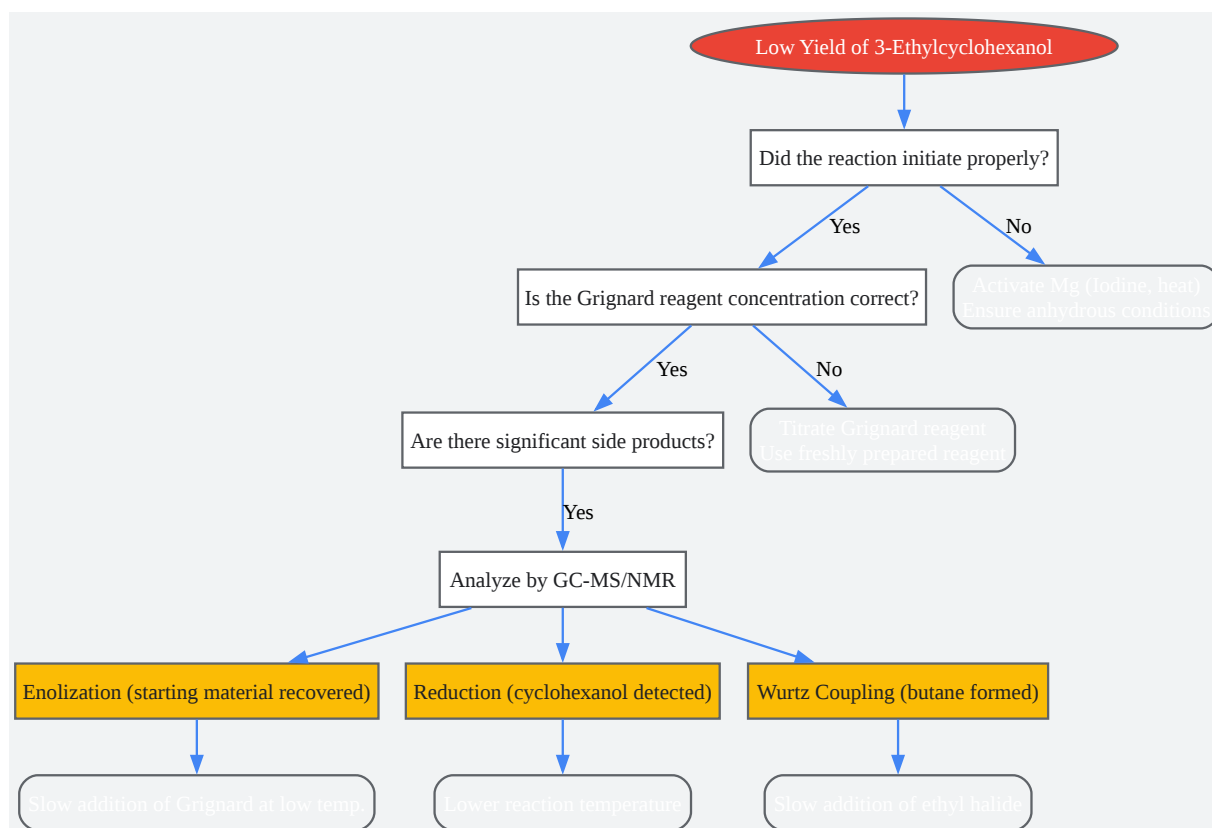 Low Yield of 3-Ethylcyclohexanol
Did the reaction initiate properly?
Yes
No
Is the Grignard reagent concentration correct?
Activate Mg (Iodine, heat)
Ensure anhydrous conditions
Yes
No
Are there significant side products?
Titrate Grignard reagent
Use freshly prepared reagent
Yes
Analyze by GC-MS/NMR
Enolization (starting material recovered)
Reduction (cyclohexanol detected)
Wurtz Coupling (butane formed)
Slow addition of Grignard at low temp.
Lower reaction temperature
Slow addition of ethyl halide